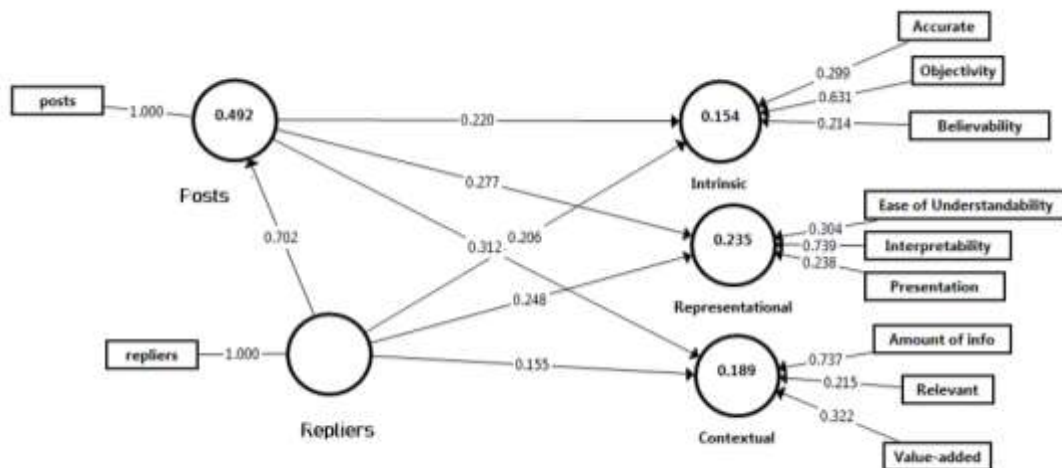 Accurate
0.299
Objectivity
posts
1.000
0.492
0.220
0.154
0.631
0.214
Believability
Posts
Intrinsic
0.277
Ease of Understandability
0.304
0.702
0.312
0.206
0.235
0.739
Interpretability
0.238
Presentation
0.248
Representational
Amount of info
repliers
1.000
0.155
0.189
0.737
0.215
Relevant
0.322
Repliers
Contextual
Value-added